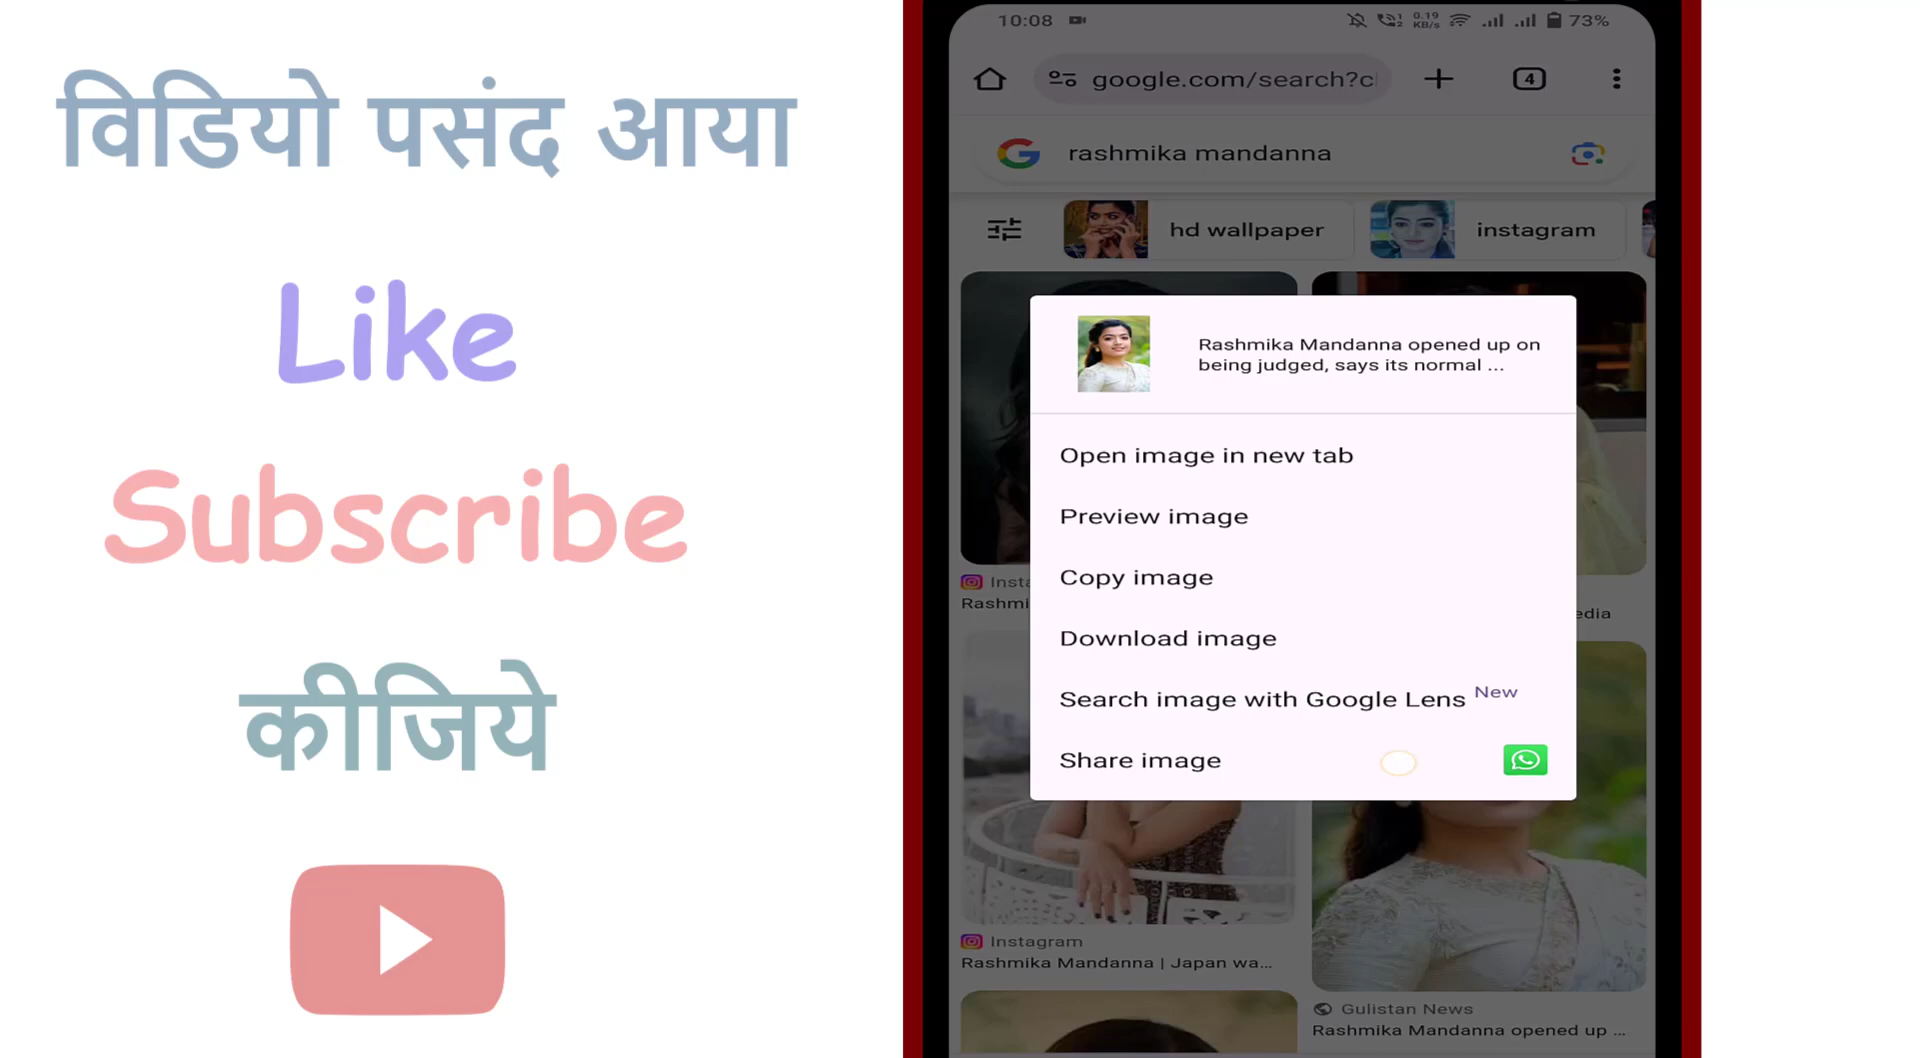 विडियो पसंद आया
Like
Subscribe
कीजिये
10:08
0.19 KB/s
73%
google.com/search?c
4
rashmika mandanna
hd wallpaper
instagram
Rashmika Mandanna opened up on
being judged, says its normal ...
Open image in new tab
Preview image
Copy image
Download image
Search image with Google Lens New
Share image
Insta
Rashmi
edia
Instagram
Rashmika Mandanna | Japan wa...
Gulistan News
Rashmika Mandanna opened up ...